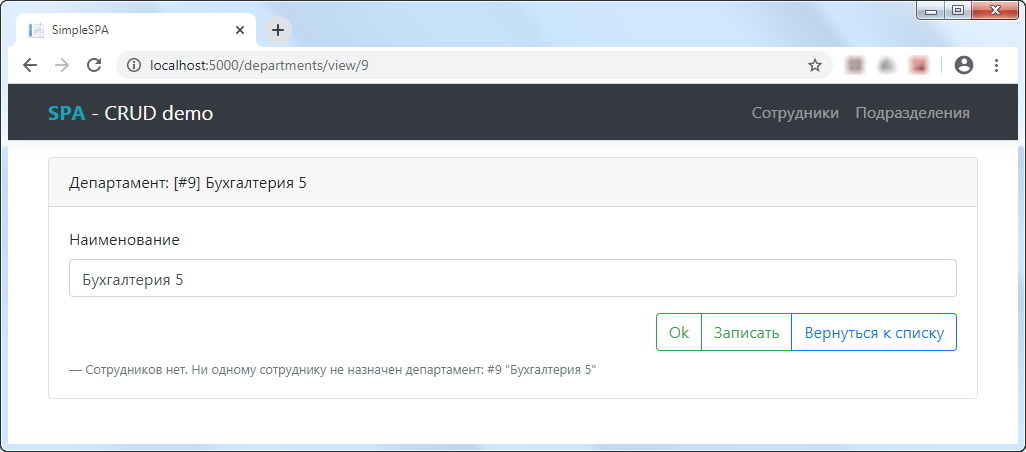 SimpleSPA
localhost:5000/departments/view/9
SPA - CRUD demo
Сотрудники Подразделения
Департамент: [#9] Бухгалтерия 5
Наименование
Бухгалтерия 5
Ok Записать Вернуться к списку
— Сотрудников нет. Ни одному сотруднику не назначен департамент: #9 "Бухгалтерия 5"